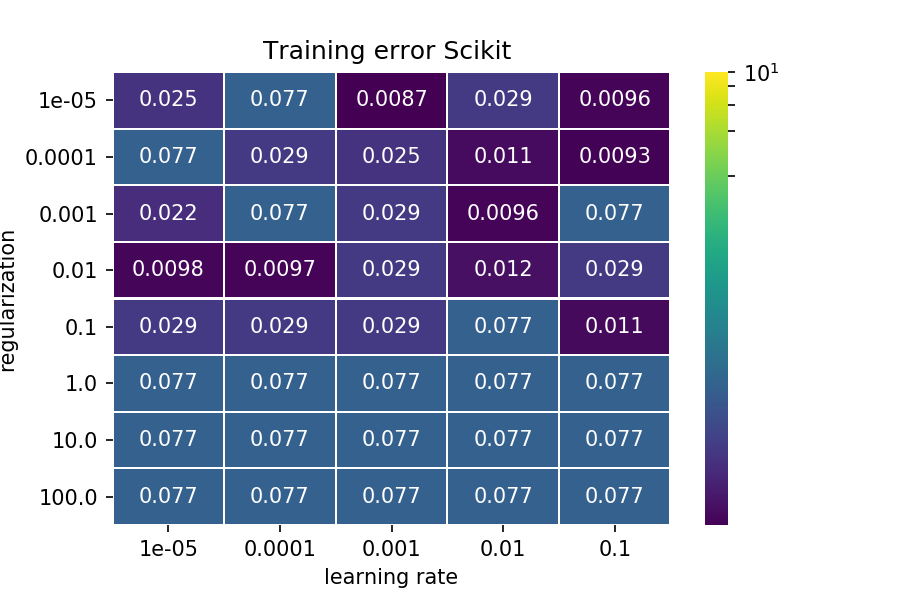 Training error Scikit
10¹
1e-05 0.025 0.077 0.0087 0.029 0.0096
0.0001 0.077 0.029 0.025 0.011 0.0093
0.001 0.022 0.077 0.029 0.0096 0.077
0.01 0.0098 0.0097 0.029 0.012 0.029
0.1 0.029 0.029 0.029 0.077 0.011
1.0 0.077 0.077 0.077 0.077 0.077
10.0 0.077 0.077 0.077 0.077 0.077
100.0 0.077 0.077 0.077 0.077 0.077
regularization
1e-05 0.0001 0.001 0.01 0.1
learning rate